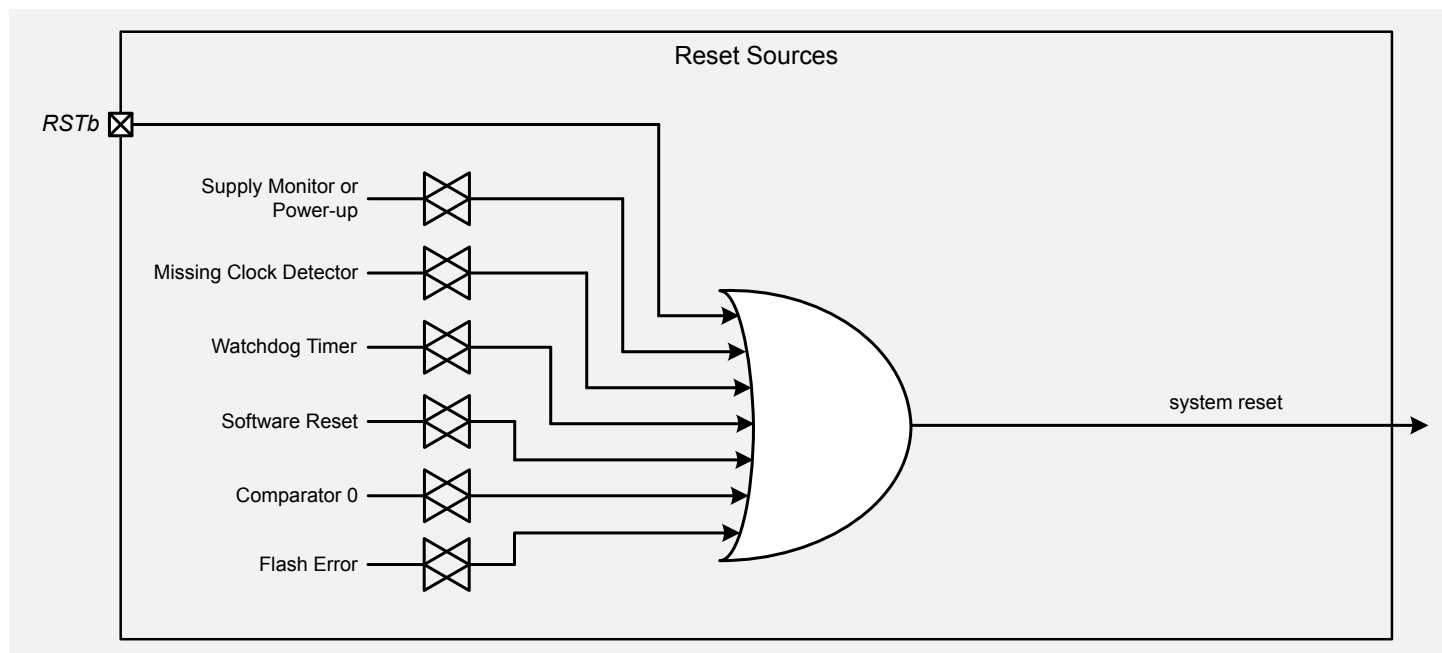 Reset Sources
RSTb
Supply Monitor or
Power-up
Missing Clock Detector
Watchdog Timer
Software Reset
Comparator 0
Flash Error
system reset